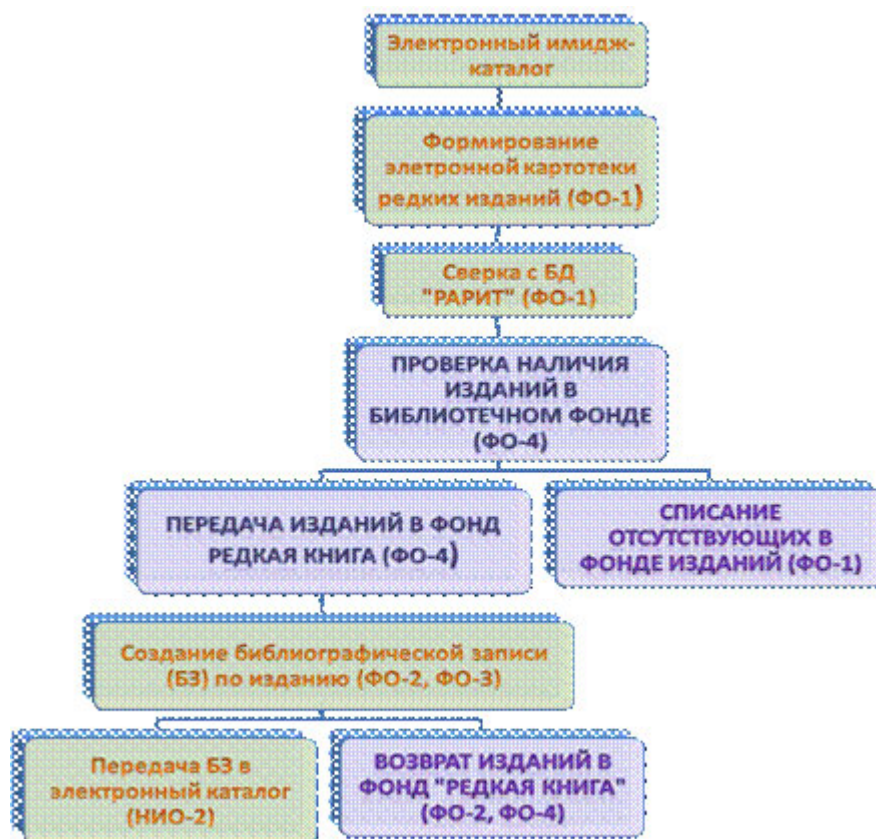 Электронный имидж-
каталог
Формирование
элетронной картотеки
редких изданий (ФО-1)
Сверка с БД
"РАРИТ" (ФО-1)
ПРОВЕРКА НАЛИЧИЯ
ИЗДАНИЙ В
БИБЛИОТЕЧНОМ ФОНДЕ
(ФО-4)
ПЕРЕДАЧА ИЗДАНИЙ В ФОНД
РЕДКАЯ КНИГА (ФО-4)
СПИСАНИЕ
ОТСУТСТВУЮЩИХ В
ФОНДЕ ИЗДАНИЙ (ФО-1)
Создание библиографической записи
(БЗ) по изданию (ФО-2, ФО-3)
Передача БЗ в
электронный каталог
(НИО-2)
ВОЗВРАТ ИЗДАНИЙ В
ФОНД "РЕДКАЯ КНИГА"
(ФО-2, ФО-4)